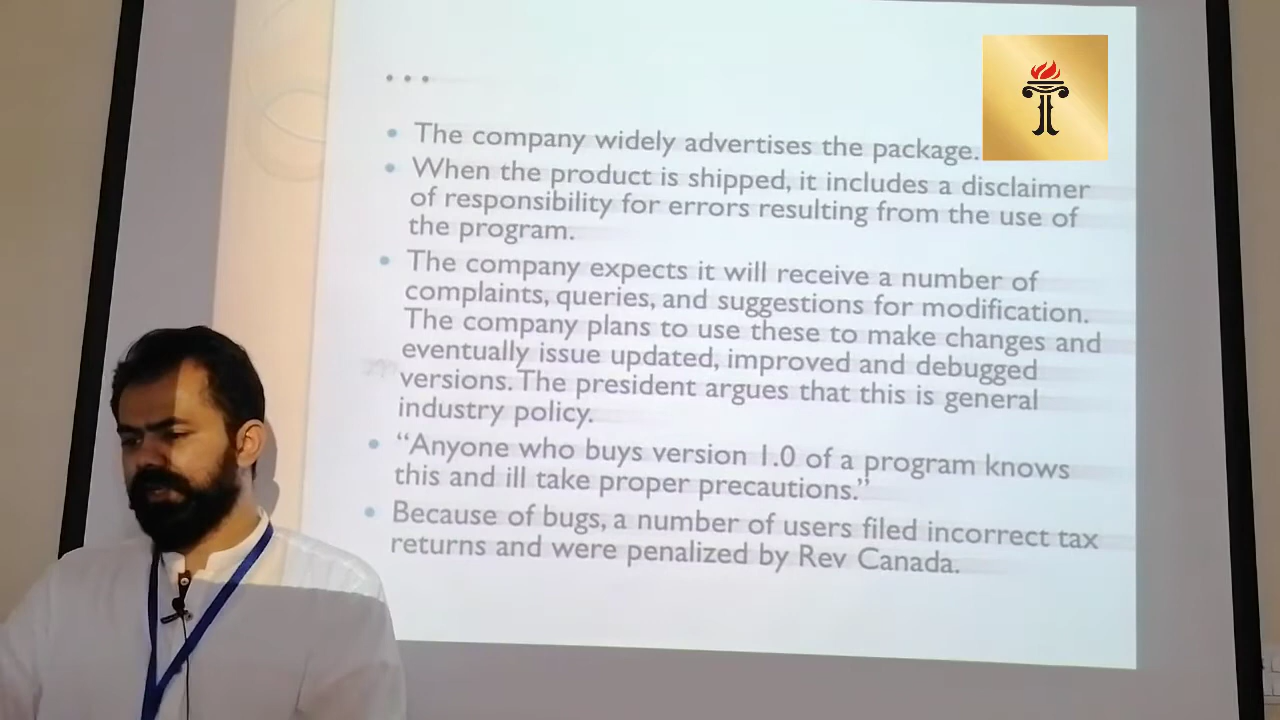 ...
• The company widely advertises the package.
• When the product is shipped, it includes a disclaimer
of responsibility for errors resulting from the use of
the program.
• The company expects it will receive a number of
complaints, queries, and suggestions for modification.
The company plans to use these to make changes and
eventually issue updated, improved and debugged
versions. The president argues that this is general
industry policy.
• “Anyone who buys version 1.0 of a program knows
this and ill take proper precautions.”
• Because of bugs, a number of users filed incorrect tax
returns and were penalized by Rev Canada.